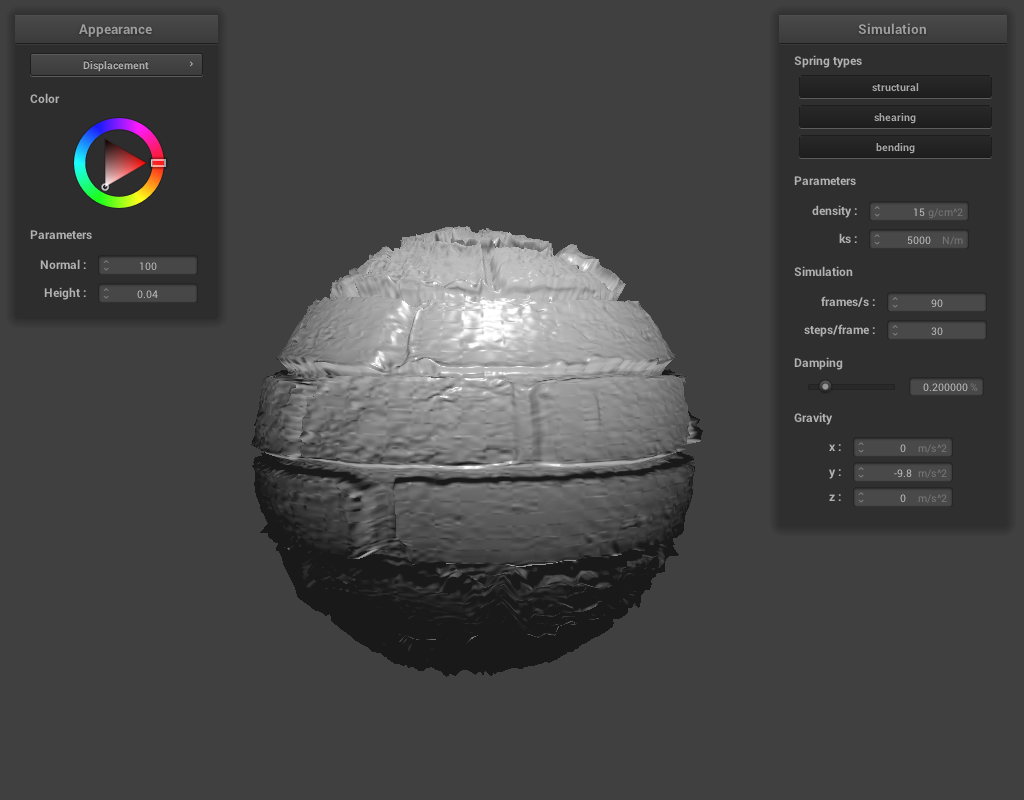 Appearance
Displacement ›
Color
Parameters
Normal : 100
Height : 0.04
Simulation
Spring types
structural
shearing
bending
Parameters
density : 15 g/cm^2
ks : 5000 N/m
Simulation
frames/s : 90
steps/frame : 30
Damping
0.200000 %
Gravity
x : 0 m/s^2
y : -9.8 m/s^2
z : 0 m/s^2